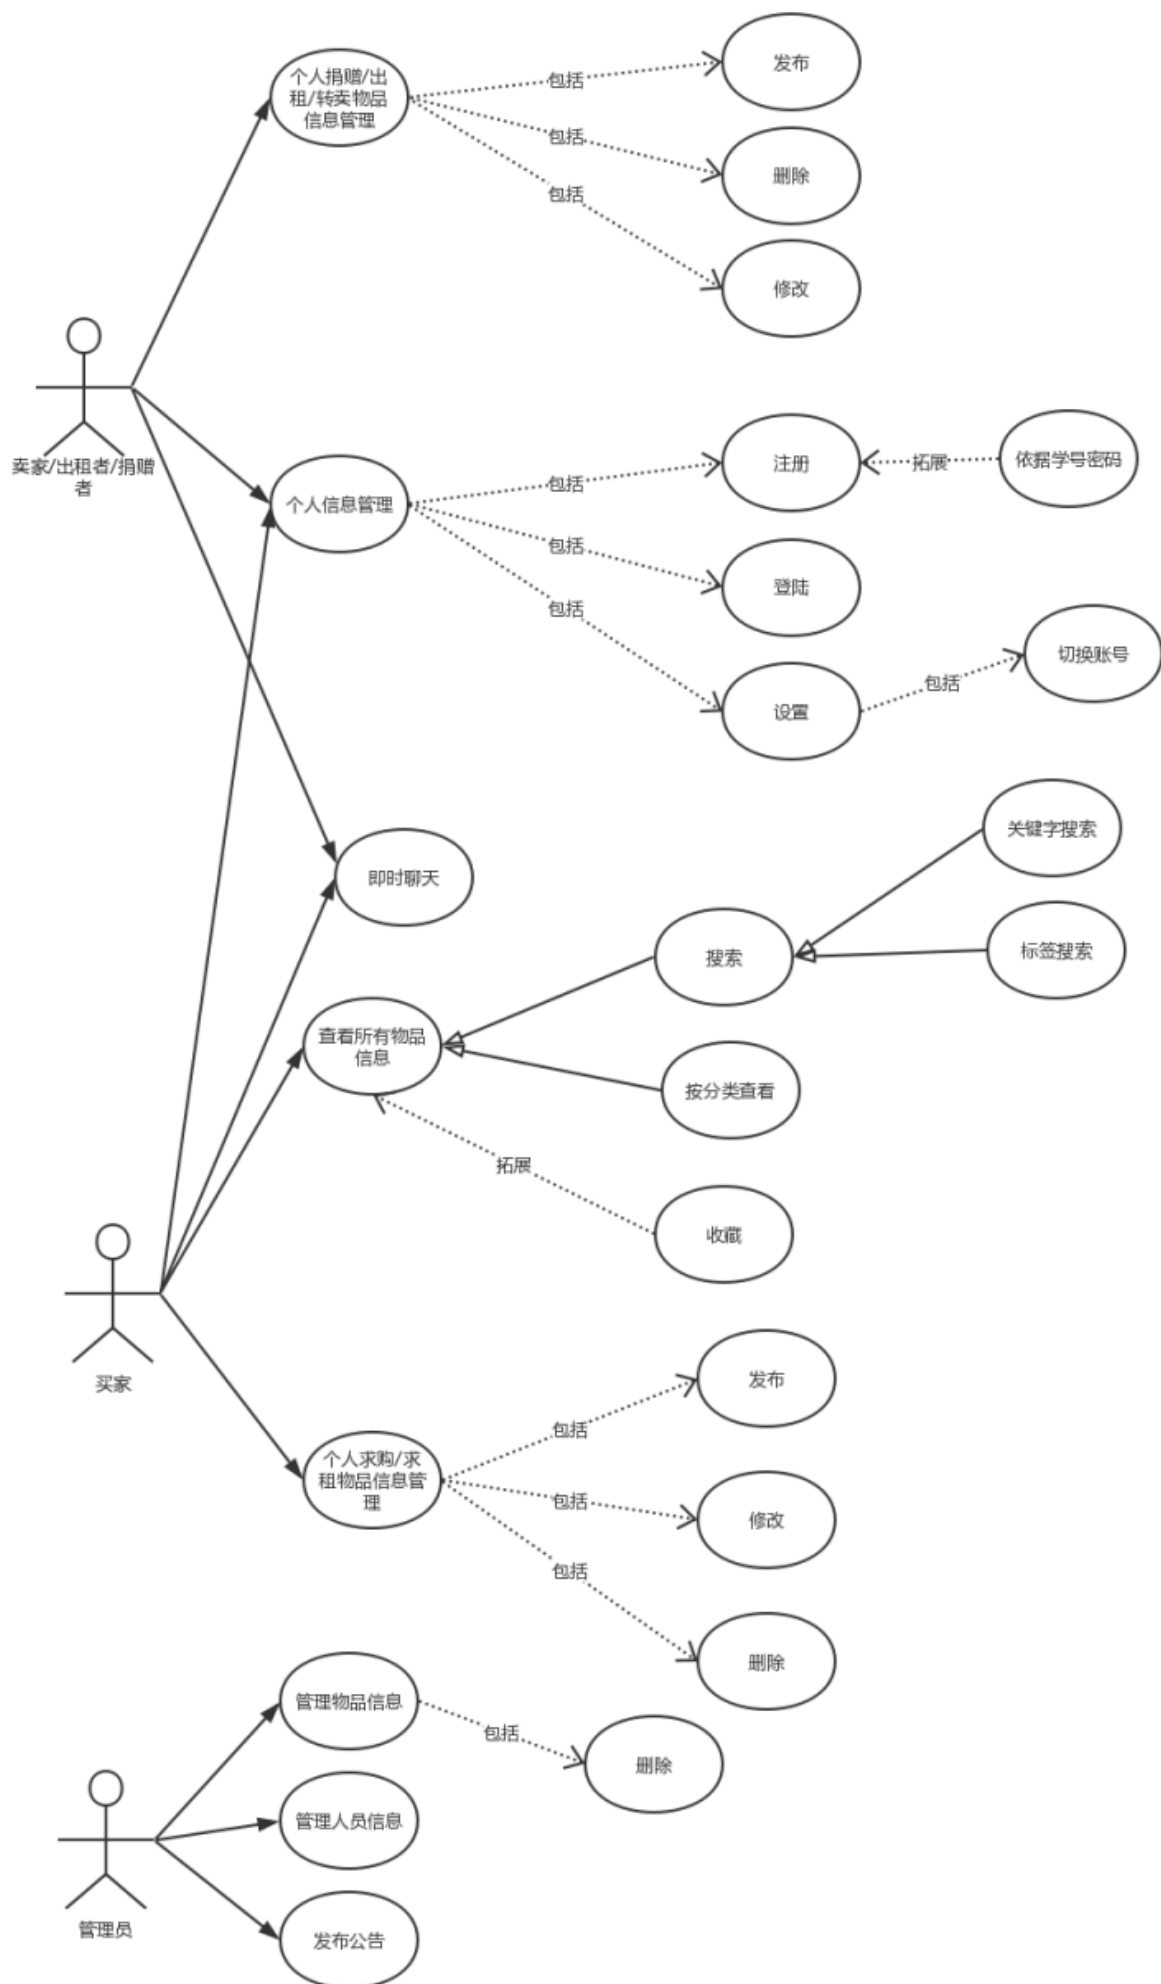 发布
包括
个人捐赠/出
租/转卖物品
信息管理
包括
删除
包括
修改
卖家/出租者/捐赠
者
注册
拓展
依据学号密码
包括
个人信息管理
包括
登陆
包括
切换账号
包括
设置
关键字搜索
即时聊天
搜索
标签搜索
查看所有物品
信息
按分类查看
拓展
收藏
买家
发布
包括
个人求购/求
租物品信息管
理
包括
修改
包括
删除
管理物品信息
包括
删除
管理人员信息
管理员
发布公告